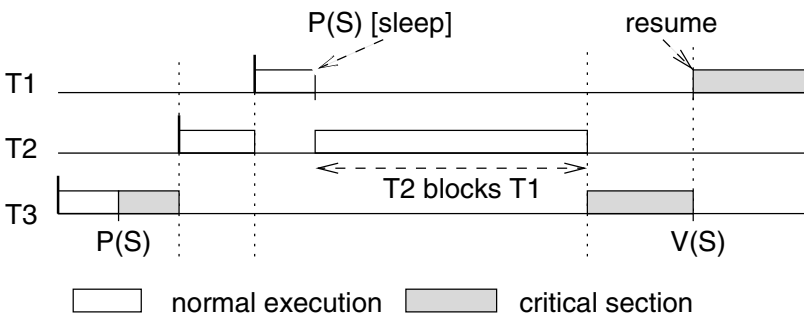 P(S) [sleep] resume
T1
T2
T2 blocks T1
T3
P(S) V(S)
normal execution critical section